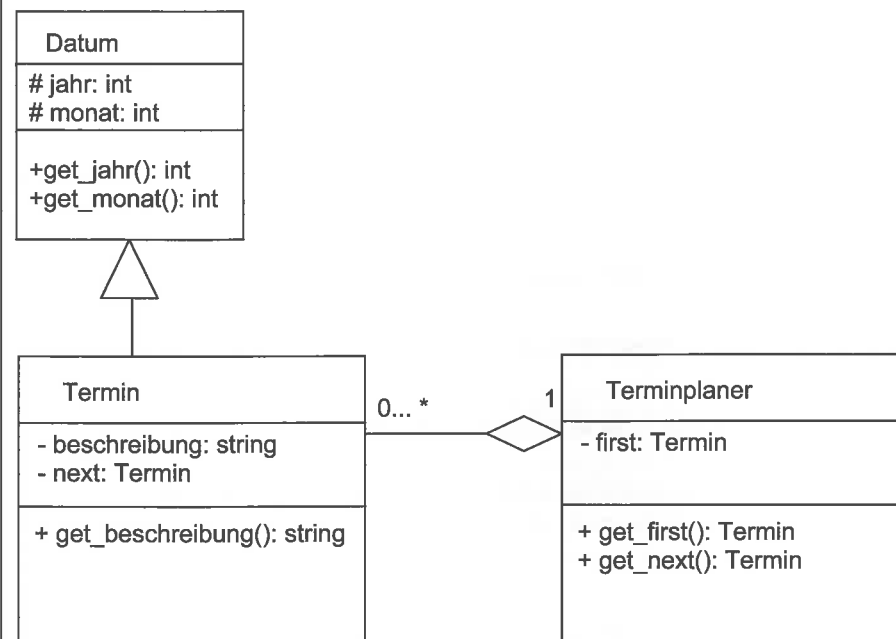 Datum
# jahr: int
# monat: int
+get_jahr(): int
+get_monat(): int
Termin
- beschreibung: string
- next: Termin
+ get_beschreibung(): string
0... *
1
Terminplaner
- first: Termin
+ get_first(): Termin
+ get_next(): Termin